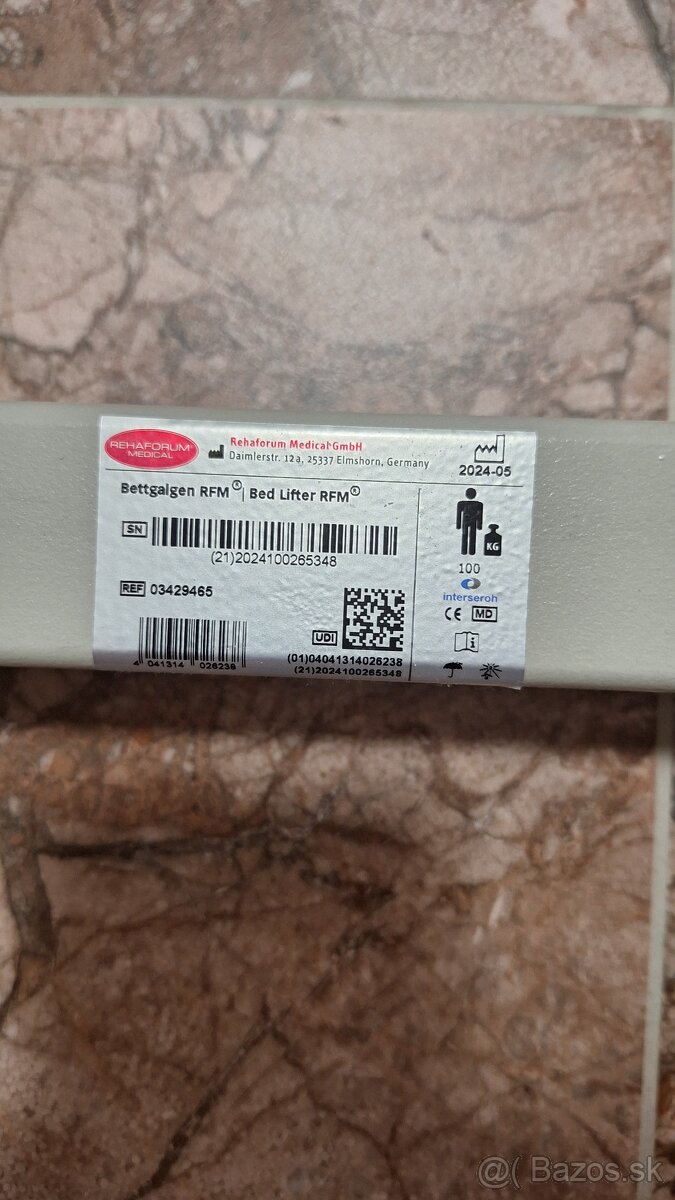 REHAFORUM®
MEDICAL
Rehaforum Medical GmbH
Daimlerstr. 12a, 25337 Elmshorn, Germany
2024-05
Bettgalgen RFM® | Bed Lifter RFM®
SN
(21)2024100265348
KG
100
interseroh
REF 03429465
CE MD
UDI
i
4 041314 026238
(01)04041314026238
(21)2024100265348
@( Bazos.sk